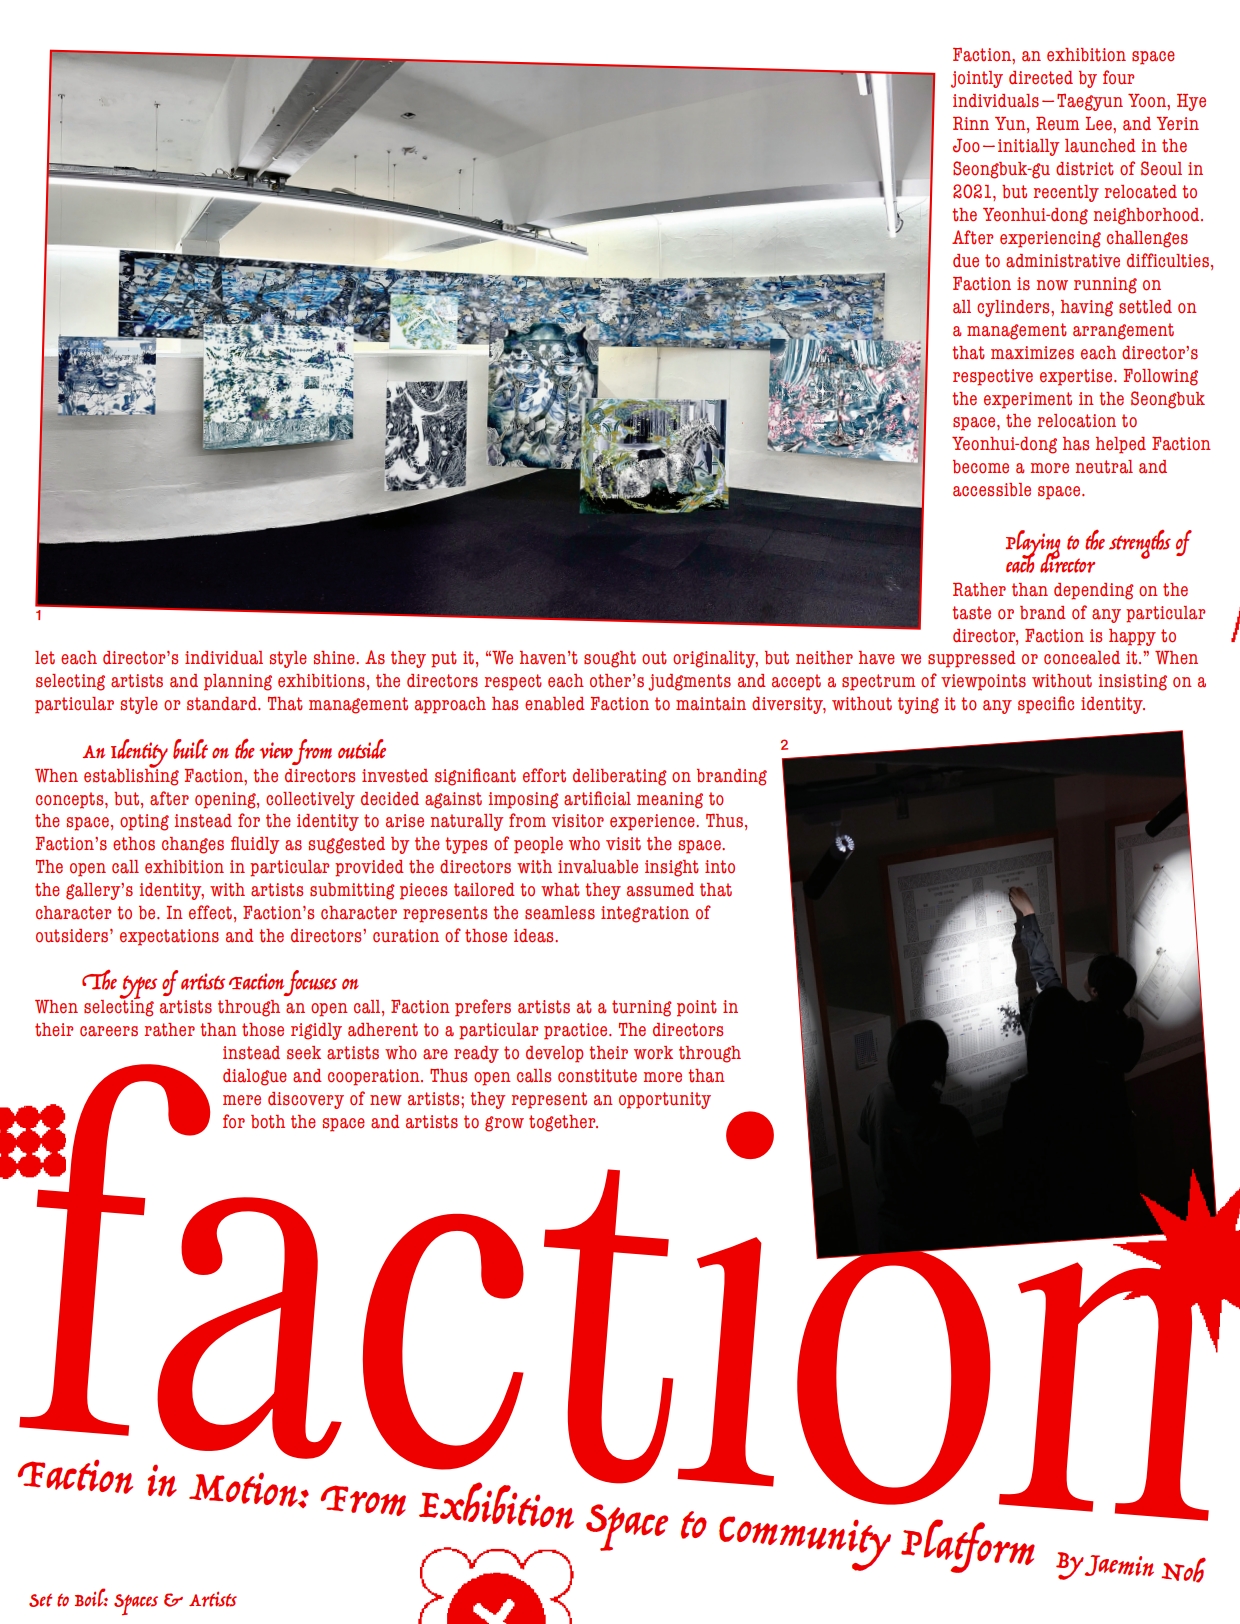 Faction, an exhibition space
jointly directed by four
individuals—Taegyun Yoon, Hye
Rinn Yun, Reum Lee, and Yerin
Joo—initially launched in the
Seongbuk-gu district of Seoul in
2021, but recently relocated to
the Yeonhui-dong neighborhood.
After experiencing challenges
due to administrative difficulties,
Faction is now running on
all cylinders, having settled on
a management arrangement
that maximizes each director’s
respective expertise. Following
the experiment in the Seongbuk
space, the relocation to
Yeonhui-dong has helped Faction
become a more neutral and
accessible space.
Playing to the strengths of
each director
Rather than depending on the
taste or brand of any particular
director, Faction is happy to
1
let each director’s individual style shine. As they put it, “We haven’t sought out originality, but neither have we suppressed or concealed it.” When
selecting artists and planning exhibitions, the directors respect each other’s judgments and accept a spectrum of viewpoints without insisting on a
particular style or standard. That management approach has enabled Faction to maintain diversity, without tying it to any specific identity.
An Identity built on the view from outside
When establishing Faction, the directors invested significant effort deliberating on branding
concepts, but, after opening, collectively decided against imposing artificial meaning to
the space, opting instead for the identity to arise naturally from visitor experience. Thus,
Faction’s ethos changes fluidly as suggested by the types of people who visit the space.
The open call exhibition in particular provided the directors with invaluable insight into
the gallery’s identity, with artists submitting pieces tailored to what they assumed that
character to be. In effect, Faction’s character represents the seamless integration of
outsiders’ expectations and the directors’ curation of those ideas.
2
The types of artists Faction focuses on
When selecting artists through an open call, Faction prefers artists at a turning point in
their careers rather than those rigidly adherent to a particular practice. The directors
instead seek artists who are ready to develop their work through
dialogue and cooperation. Thus open calls constitute more than
mere discovery of new artists; they represent an opportunity
for both the space and artists to grow together.
faction
Faction in Motion: From Exhibition Space to Community Platform By Jaemin Noh
Set to Boil: Spaces & Artists